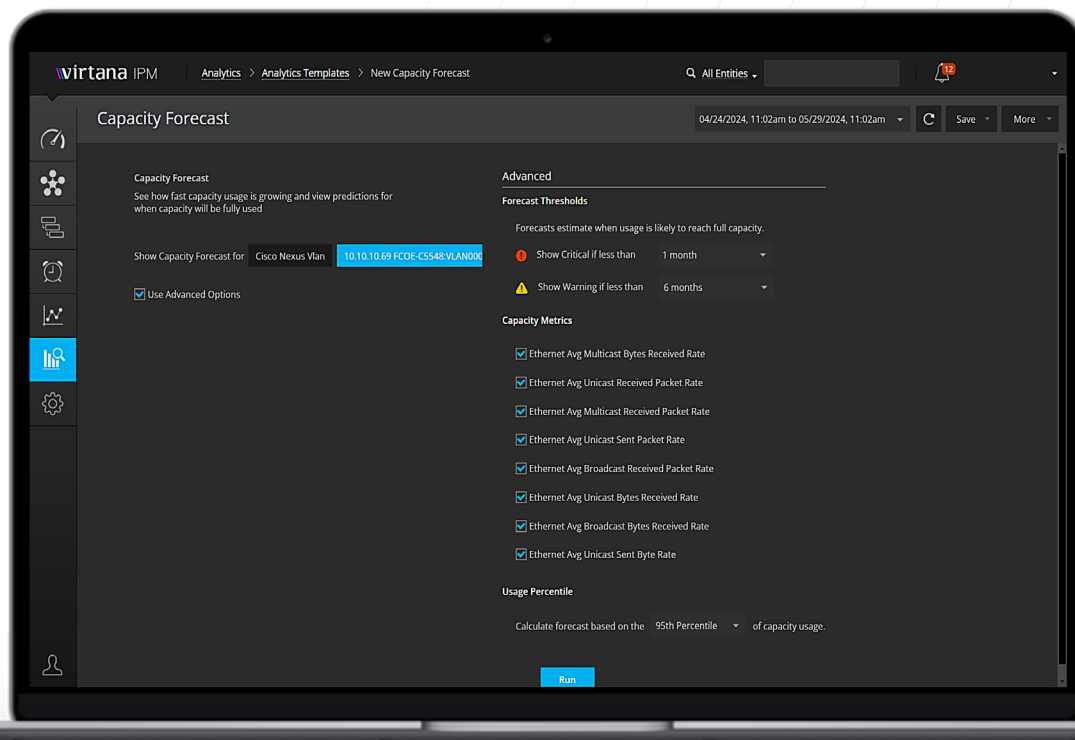 virtana IPM
Analytics > Analytics Templates > New Capacity Forecast
All Entities
12
Capacity Forecast
04/24/2024, 11:02am to 05/29/2024, 11:02am
Save
More
Capacity Forecast
See how fast capacity usage is growing and view predictions for
when capacity will be fully used
Show Capacity Forecast for
Cisco Nexus Vlan
10.10.10.69 FCOE-C5548:VLAN000
Use Advanced Options
Advanced
Forecast Thresholds
Forecasts estimate when usage is likely to reach full capacity.
Show Critical if less than
1 month
Show Warning if less than
6 months
Capacity Metrics
Ethernet Avg Multicast Bytes Received Rate
Ethernet Avg Unicast Received Packet Rate
Ethernet Avg Multicast Received Packet Rate
Ethernet Avg Unicast Sent Packet Rate
Ethernet Avg Broadcast Received Packet Rate
Ethernet Avg Unicast Bytes Received Rate
Ethernet Avg Broadcast Bytes Received Rate
Ethernet Avg Unicast Sent Byte Rate
Usage Percentile
Calculate forecast based on the 95th Percentile of capacity usage.
Run